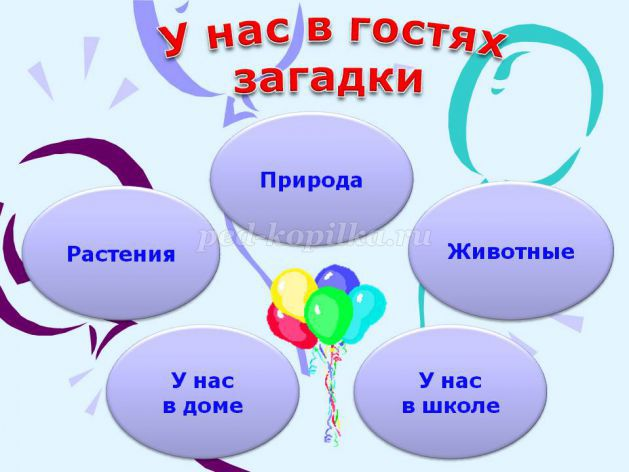 У нас в гостях
загадки
Природа
Растения
Животные
ped-kopilka.ru
У нас
в доме
У нас
в школе